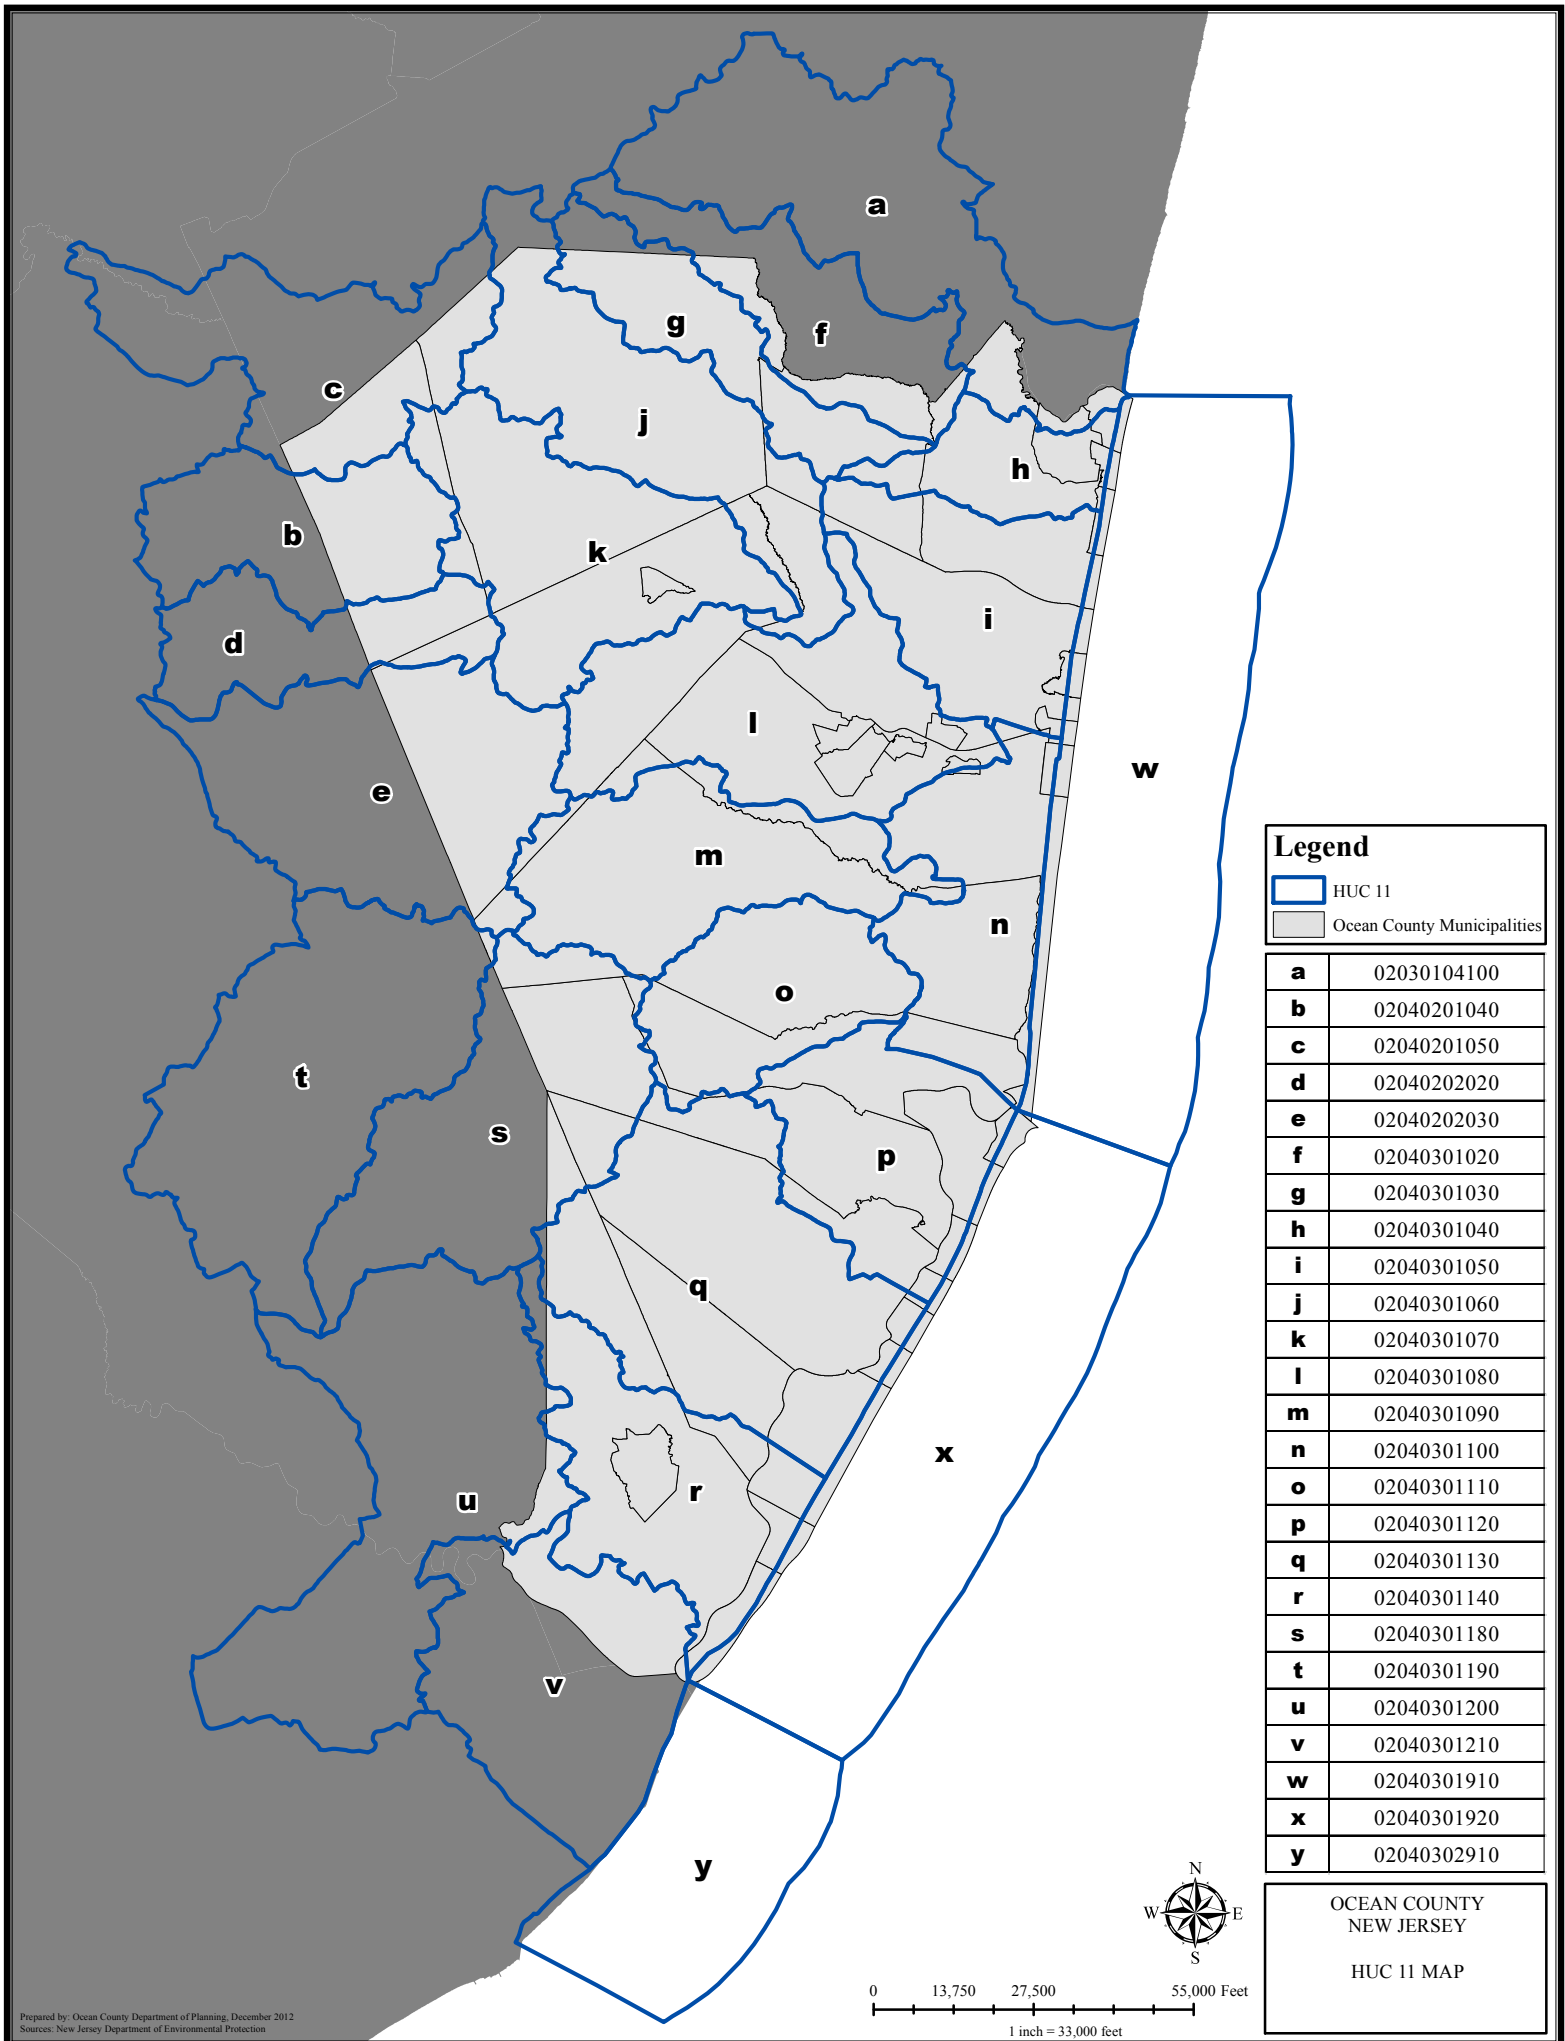 a
g
f
c
j
h
b
k
i
d
l
w
e
m
n
o
t
s
p
q
x
r
u
v
y
Legend
HUC 11
Ocean County Municipalities
a 02030104100
b 02040201040
c 02040201050
d 02040202020
e 02040202030
f 02040301020
g 02040301030
h 02040301040
i 02040301050
j 02040301060
k 02040301070
l 02040301080
m 02040301090
n 02040301100
o 02040301110
p 02040301120
q 02040301130
r 02040301140
s 02040301180
t 02040301190
u 02040301200
v 02040301210
w 02040301910
x 02040301920
y 02040302910
N
W E
S
OCEAN COUNTY
NEW JERSEY
HUC 11 MAP
0 13,750 27,500 55,000 Feet
1 inch = 33,000 feet
Prepared by: Ocean County Department of Planning, December 2012
Sources: New Jersey Department of Environmental Protection